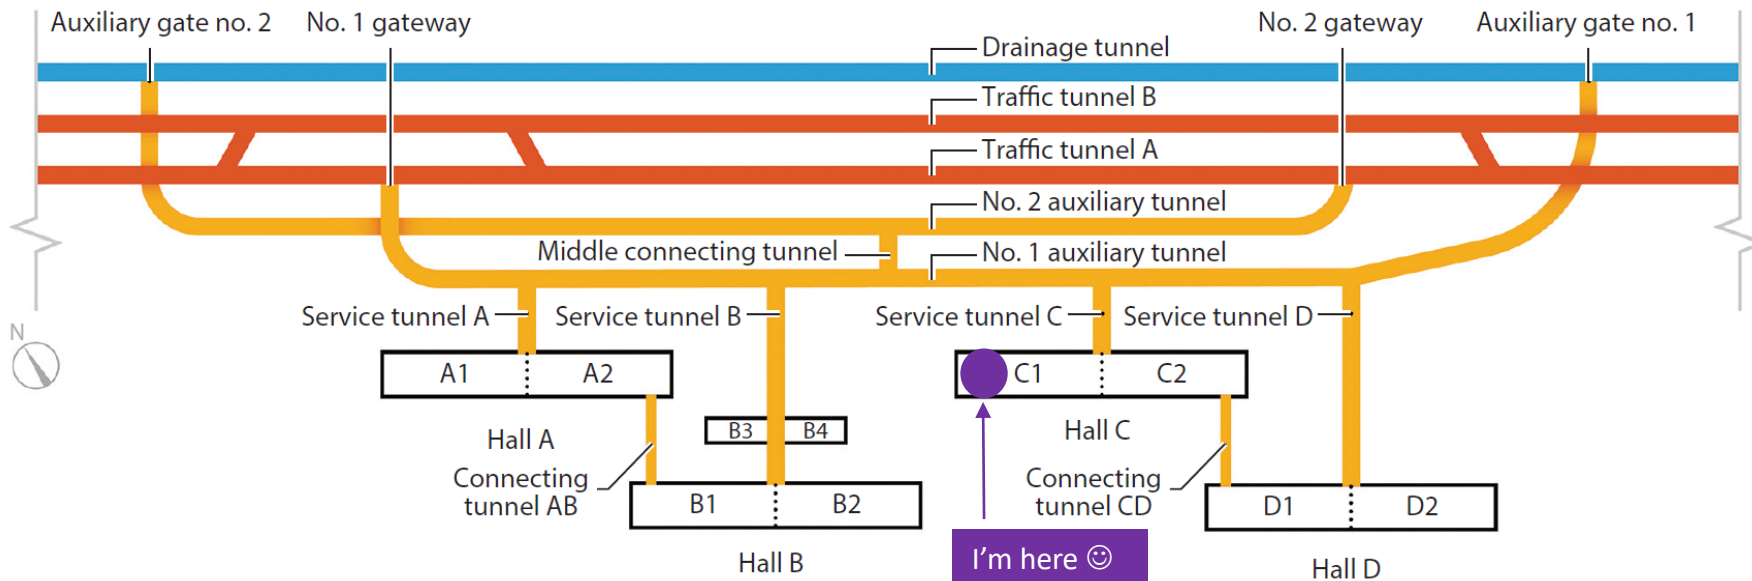 Auxiliary gate no. 2
No. 1 gateway
No. 2 gateway
Auxiliary gate no. 1
Drainage tunnel
Traffic tunnel B
Traffic tunnel A
No. 2 auxiliary tunnel
Middle connecting tunnel
No. 1 auxiliary tunnel
Service tunnel A
Service tunnel B
Service tunnel C
Service tunnel D
N
A1
A2
C1
C2
Hall A
B3
B4
Hall C
Connecting
tunnel AB
B1
B2
Connecting
tunnel CD
D1
D2
Hall B
I'm here ☺
Hall D